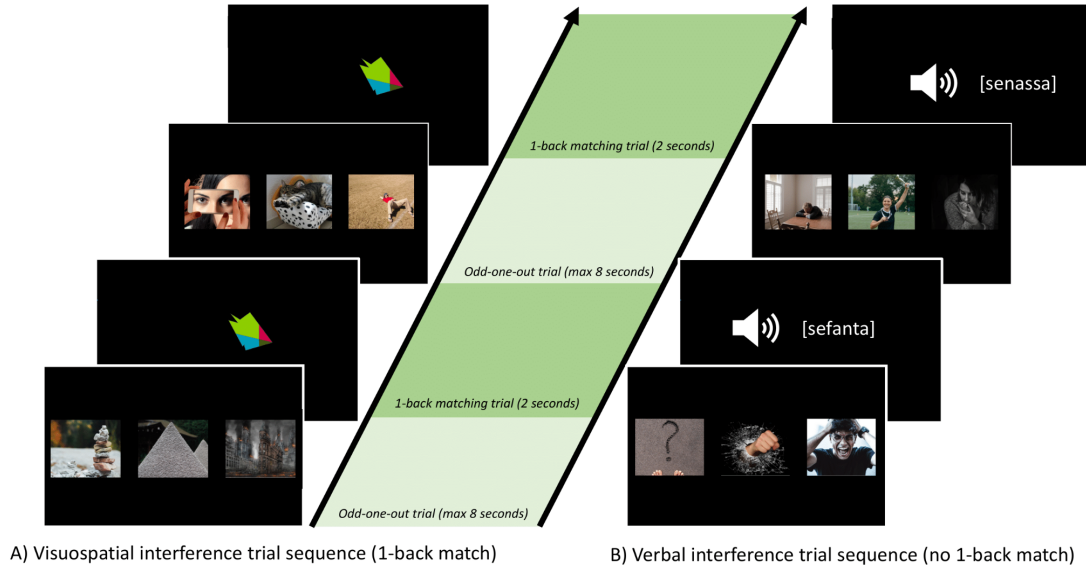 [senassa]
1-back matching trial (2 seconds)
Odd-one-out trial (max 8 seconds)
[sefanta]
1-back matching trial (2 seconds)
Odd-one-out trial (max 8 seconds)
A) Visuospatial interference trial sequence (1-back match)
B) Verbal interference trial sequence (no 1-back match)